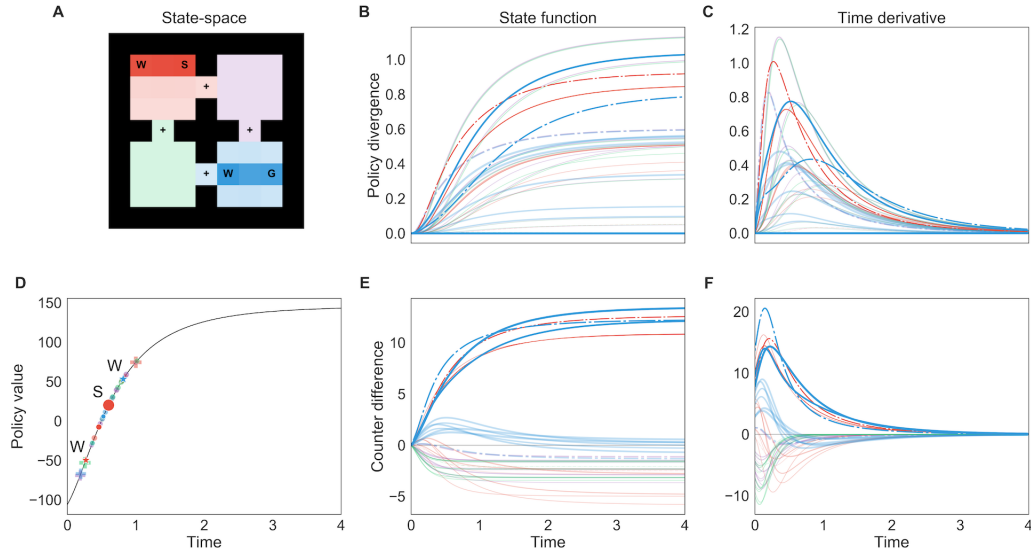 A
State-space
W
S
+
+
+
+
W
G
B
State function
Policy divergence
1.0
0.8
0.6
0.4
0.2
0.0
C
Time derivative
1.2
1.0
0.8
0.6
0.4
0.2
0.0
D
Policy value
150
100
50
0
−50
−100
W
S
W
0
1
2
3
4
Time
E
Counter difference
10
5
0
−5
0
1
2
3
4
Time
F
20
10
0
−10
0
1
2
3
4
Time